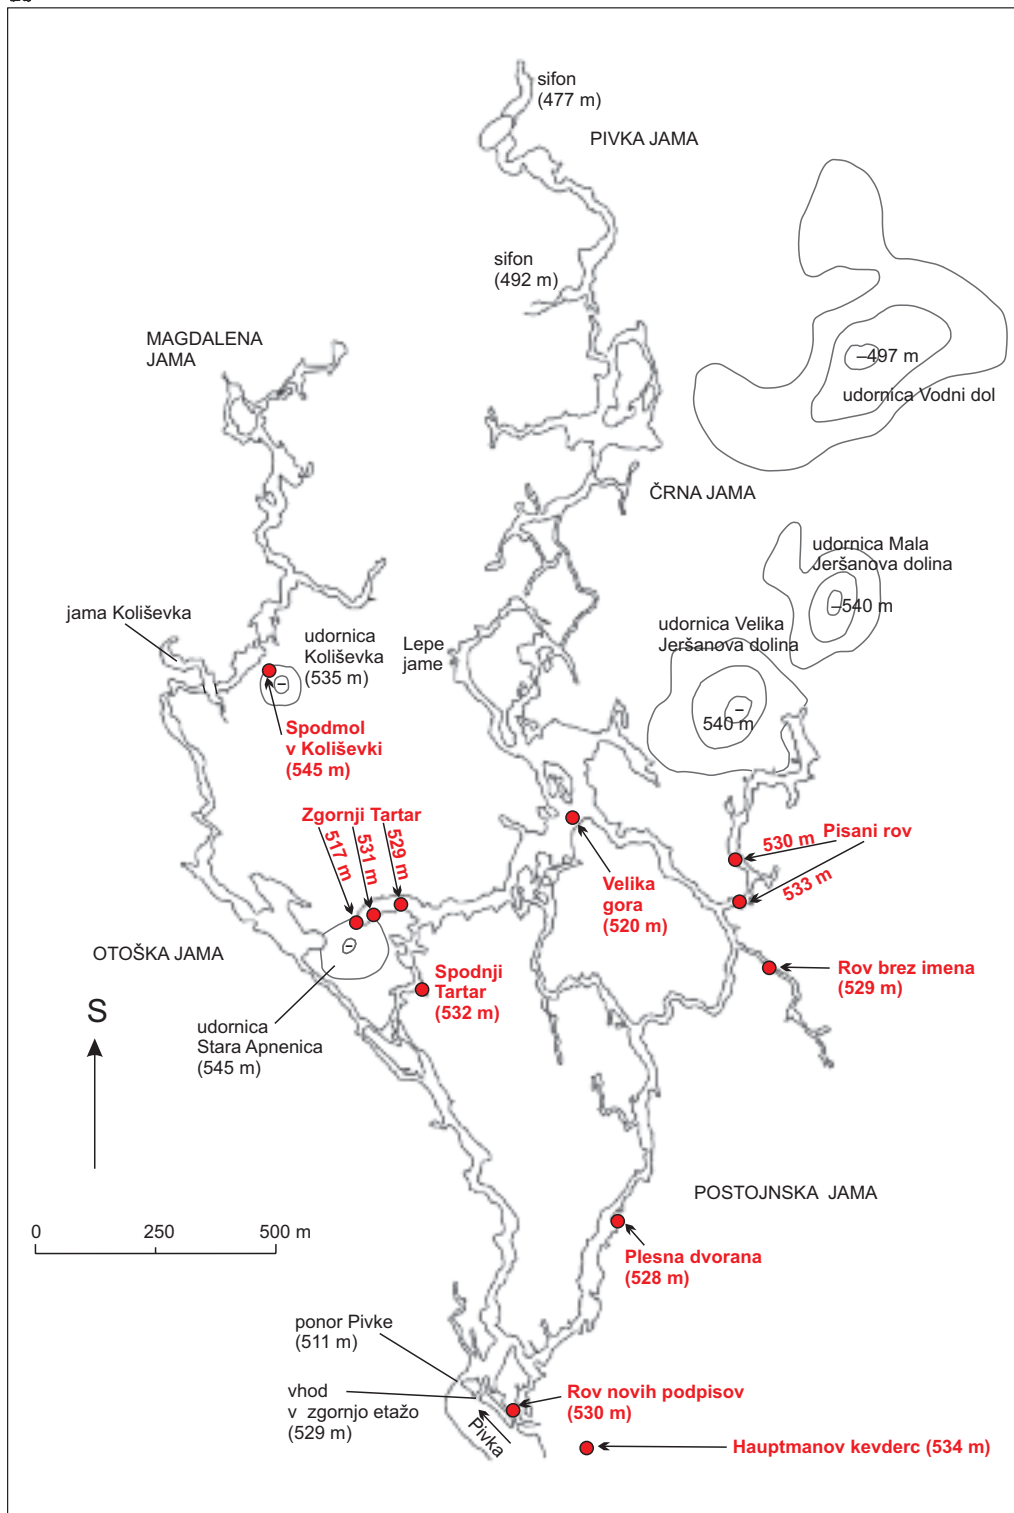 sifon
(477 m)
PIVKA JAMA
sifon
(492 m)
MAGDALENA
JAMA
–497 m
udornica Vodni dol
ČRNA JAMA
udornica Mala
Jeršanova dolina
–540 m
jama Koliševka
udornica
Koliševka
(535 m)
–
Lepe
jame
udornica Velika
Jeršanova dolina
–
540 m
Spodmol
v Koliševki
(545 m)
Zgornji Tartar
517 m
531 m
529 m
530 m
Pisani rov
533 m
Velika
gora
(520 m)
OTOŠKA JAMA
–
Spodnji
Tartar
(532 m)
Rov brez imena
(529 m)
S
udornica
Stara Apnenica
(545 m)
POSTOJNSKA JAMA
0 250 500 m
Plesna dvorana
(528 m)
ponor Pivke
(511 m)
vhod
v zgornjo etažo
(529 m)
Pivka
Rov novih podpisov
(530 m)
Hauptmanov kevderc (534 m)